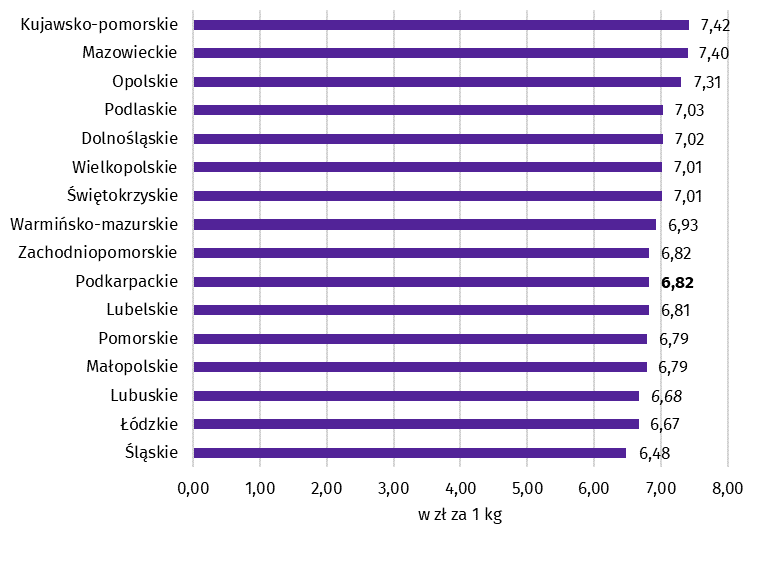 Kujawsko-pomorskie 7,42
Mazowieckie 7,40
Opolskie 7,31
Podlaskie 7,03
Dolnośląskie 7,02
Wielkopolskie 7,01
Świętokrzyskie 7,01
Warmińsko-mazurskie 6,93
Zachodniopomorskie 6,82
Podkarpackie 6,82
Lubelskie 6,81
Pomorskie 6,79
Małopolskie 6,79
Lubuskie 6,68
Łódzkie 6,67
Śląskie 6,48
0,00 1,00 2,00 3,00 4,00 5,00 6,00 7,00 8,00
w zł za 1 kg